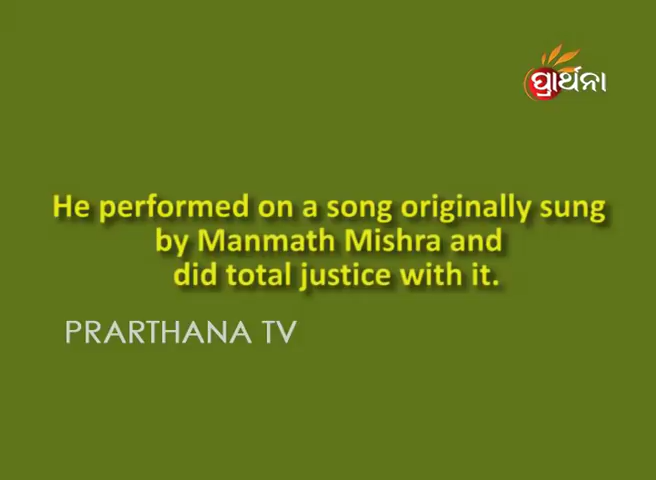 ପ୍ରାର୍ଥନା
He performed on a song originally sung
by Manmath Mishra and
did total justice with it.
PRARTHANA TV